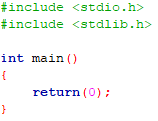 #include <stdio.h>
#include <stdlib.h>
int main()
{
    return(0);
}